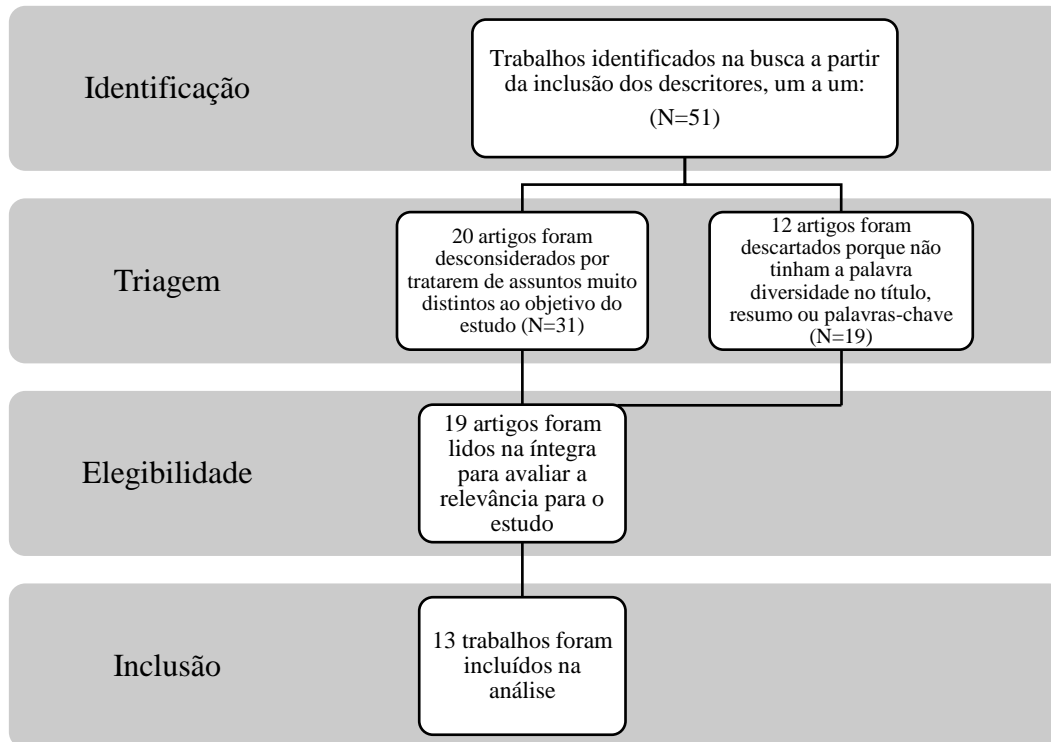 Identificação
Trabalhos identificados na busca a partir
da inclusão dos descritores, um a um:
(N=51)
Triagem
20 artigos foram
desconsiderados por
tratarem de assuntos muito
distintos ao objetivo do
estudo (N=31)
12 artigos foram
descartados porque não
tinham a palavra
diversidade no título,
resumo ou palavras-chave
(N=19)
Elegibilidade
19 artigos foram
lidos na íntegra
para avaliar a
relevância para o
estudo
Inclusão
13 trabalhos foram
incluídos na
análise